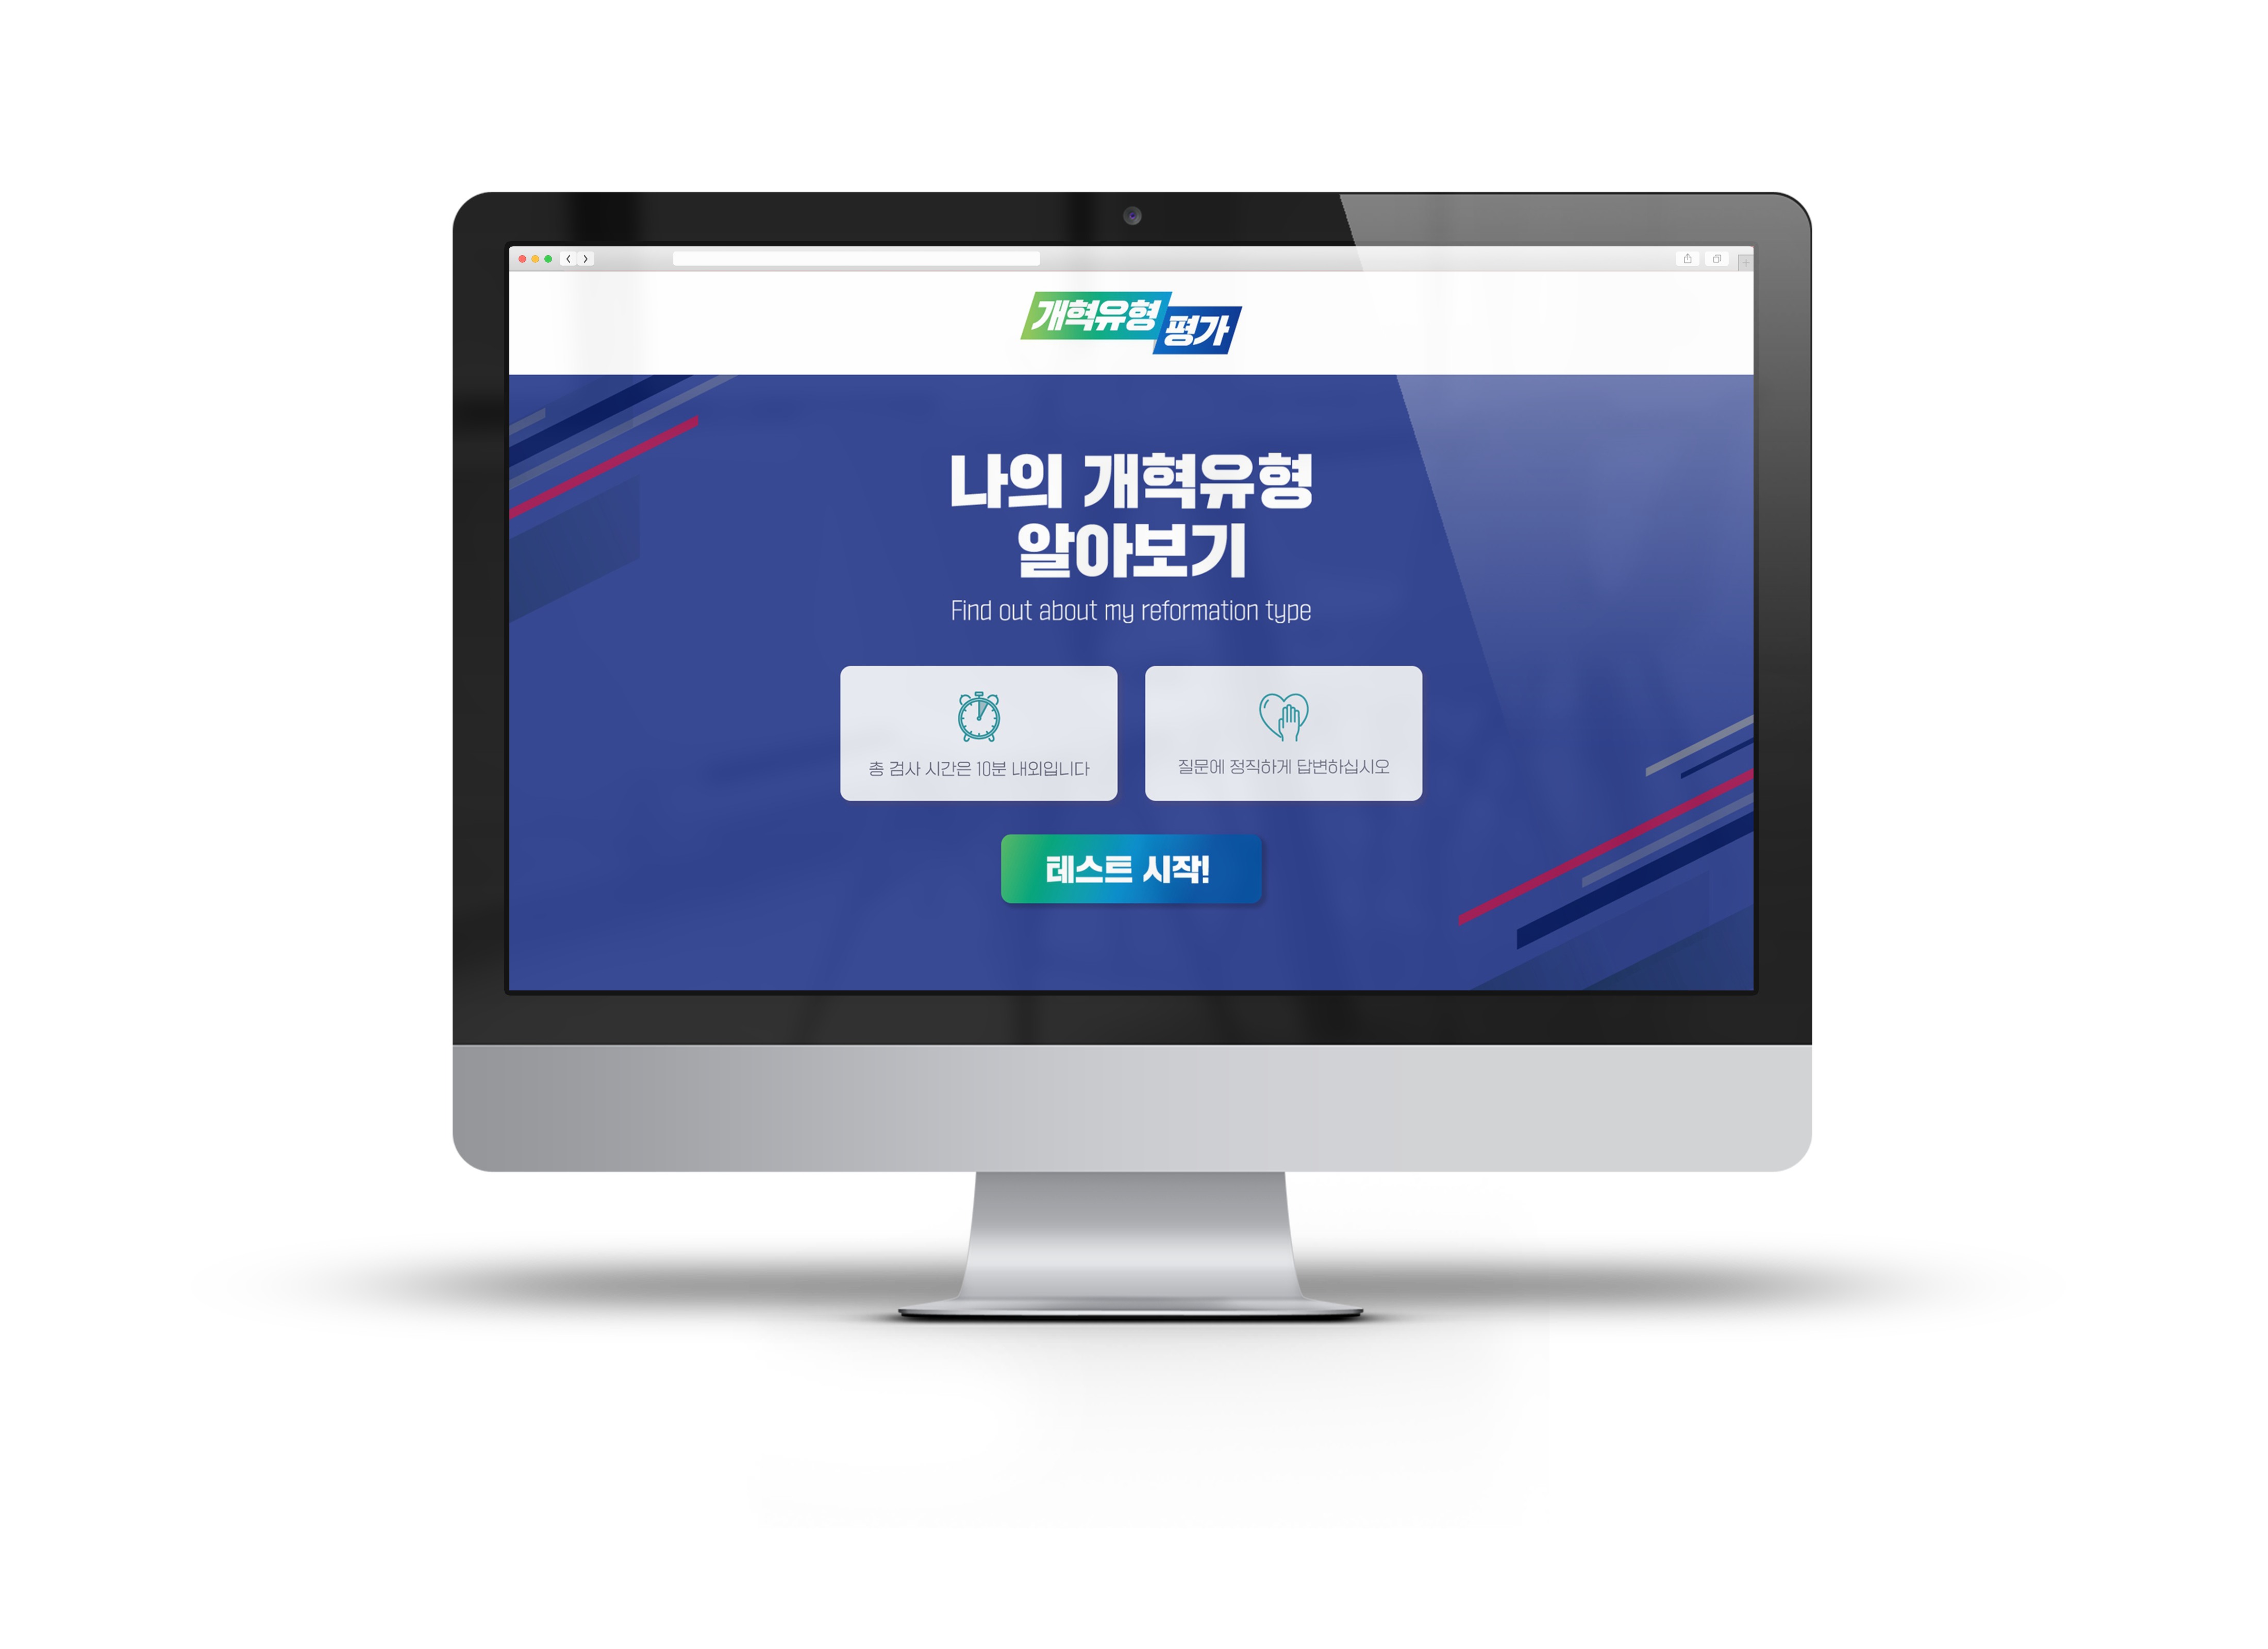 개혁유형
평가
나의 개혁유형
알아보기
Find out about my reformation type
총 검사 시간은 10분 내외입니다
질문에 정직하게 답변하십시오
테스트 시작!